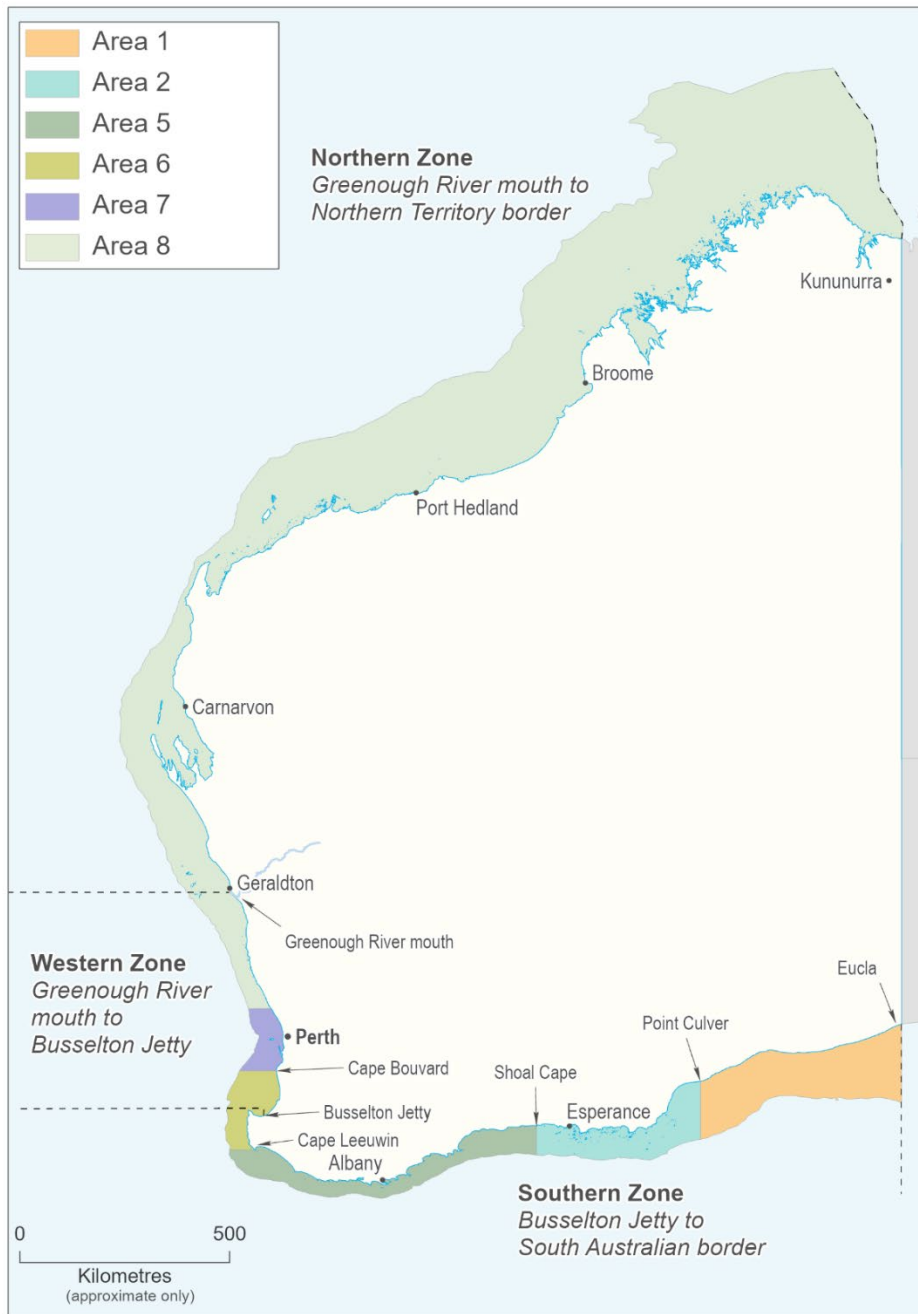 Area 1
Area 2
Area 5
Area 6
Area 7
Area 8
Northern Zone
Greenough River mouth to
Northern Territory border
Kununurra
Broome
Port Hedland
Carnarvon
Geraldton
Greenough River mouth
Western Zone
Greenough River
mouth to
Busselton Jetty
Eucla
Point Culver
Perth
Cape Bouvard
Shoal Cape
Busselton Jetty
Esperance
Cape Leeuwin
Albany
Southern Zone
Busselton Jetty to
South Australian border
0 500
Kilometres
(approximate only)